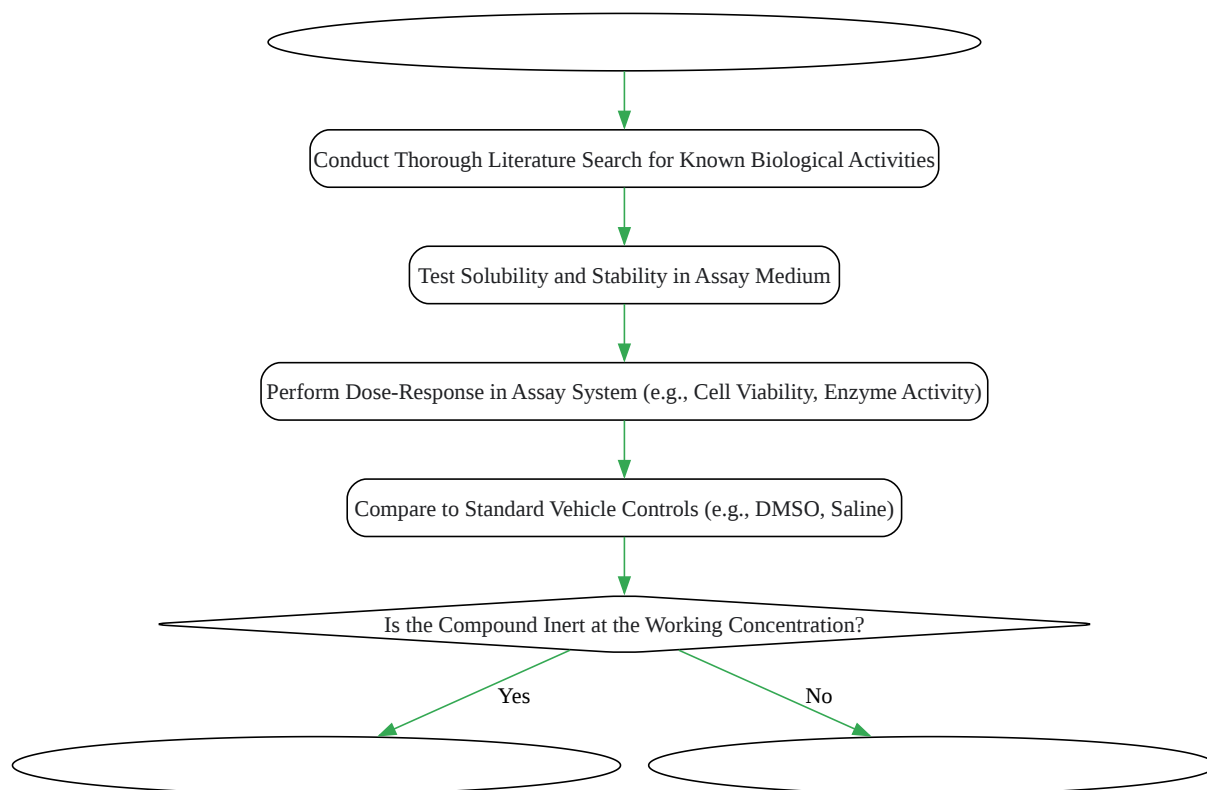 Conduct Thorough Literature Search for Known Biological Activities
Test Solubility and Stability in Assay Medium
Perform Dose-Response in Assay System (e.g., Cell Viability, Enzyme Activity)
Compare to Standard Vehicle Controls (e.g., DMSO, Saline)
Is the Compound Inert at the Working Concentration?
Yes
No